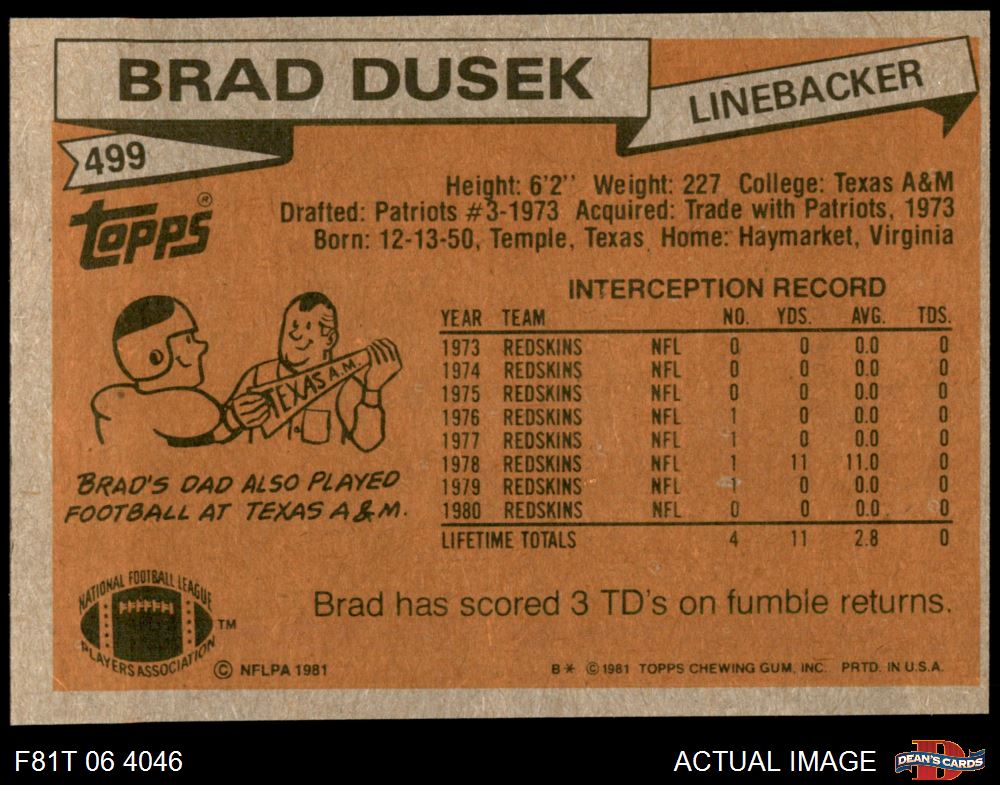 BRAD DUSEK
LINEBACKER
499
Topps®
Height: 6'2'' Weight: 227 College: Texas A&M
Drafted: Patriots #3-1973 Acquired: Trade with Patriots, 1973
Born: 12-13-50, Temple, Texas Home: Haymarket, Virginia
INTERCEPTION RECORD
YEAR TEAM NO. YDS. AVG. TDS.
1973 REDSKINS NFL 0 0 0.0 0
1974 REDSKINS NFL 0 0 0.0 0
1975 REDSKINS NFL 0 0 0.0 0
1976 REDSKINS NFL 1 0 0.0 0
1977 REDSKINS NFL 1 0 0.0 0
1978 REDSKINS NFL 1 11 11.0 0
1979 REDSKINS NFL 1 0 0.0 0
1980 REDSKINS NFL 0 0 0.0 0
LIFETIME TOTALS 4 11 2.8 0
TEXAS A.M.
BRAD'S DAD ALSO PLAYED
FOOTBALL AT TEXAS A & M.
NATIONAL FOOTBALL LEAGUE
PLAYERS ASSOCIATION
TM
© NFLPA 1981
Brad has scored 3 TD's on fumble returns.
B* © 1981 TOPPS CHEWING GUM, INC. PRTD. IN U.S.A.
F81T 06 4046
ACTUAL IMAGE
DEAN'S CARDS